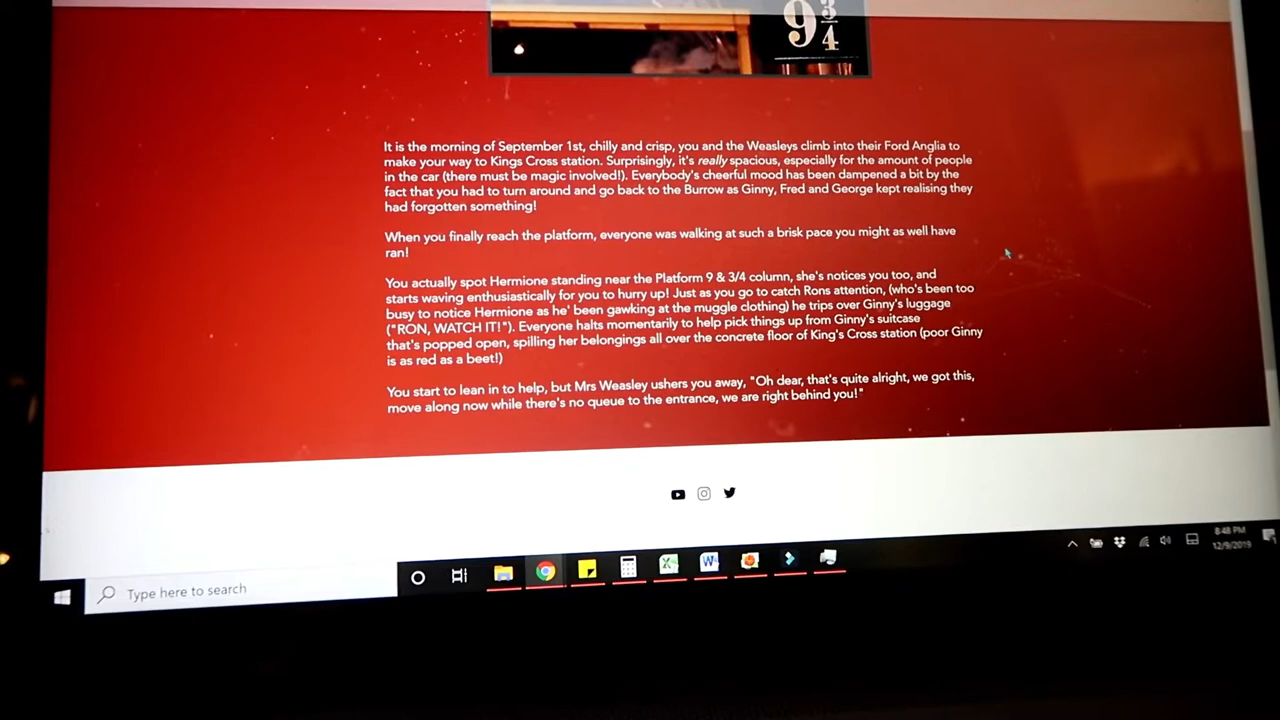 9 3/4
It is the morning of September 1st, chilly and crisp, you and the Weasleys climb into their Ford Anglia to
make your way to Kings Cross station. Surprisingly, it's really spacious, especially for the amount of people
in the car (there must be magic involved!). Everybody's cheerful mood has been dampened a bit by the
fact that you had to turn around and go back to the Burrow as Ginny, Fred and George kept realising they
had forgotten something!
When you finally reach the platform, everyone was walking at such a brisk pace you might as well have
ran!
You actually spot Hermione standing near the Platform 9 & 3/4 column, she's notices you too, and
starts waving enthusiastically for you to hurry up! Just as you go to catch Rons attention, (who's been too
busy to notice Hermione as he' been gawking at the muggle clothing) he trips over Ginny's luggage
("RON, WATCH IT!"). Everyone halts momentarily to help pick things up from Ginny's suitcase
that's popped open, spilling her belongings all over the concrete floor of King's Cross station (poor Ginny
is as red as a beet!)
You start to lean in to help, but Mrs Weasley ushers you away, "Oh dear, that's quite alright, we got this,
move along now while there's no queue to the entrance, we are right behind you!"
Type here to search
8:48 PM
12/9/2019